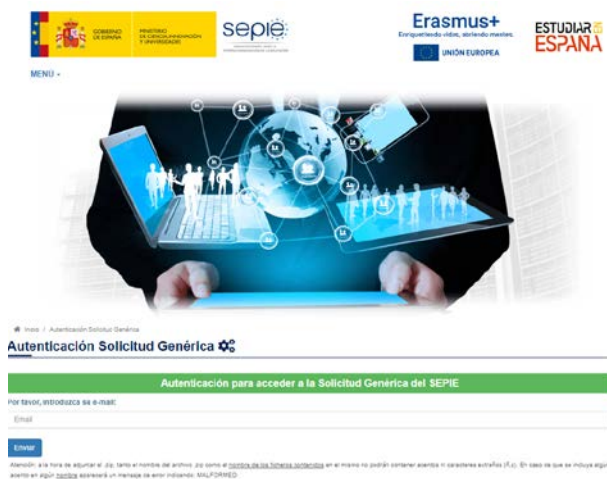 GOBIERNO
DE ESPAÑA
MINISTERIO
DE CIENCIA, INNOVACIÓN
Y UNIVERSIDADES
sepie
Erasmus+
Enriqueciendo vidas, abriendo mentes.
UNIÓN EUROPEA
ESTUDIAR EN
ESPAÑA
MENÚ
Inicio / Autenticación Solicitud Genérica
Autenticación Solicitud Genérica
Autenticación para acceder a la Solicitud Genérica del SEPIE
Por favor, introduzca su e-mail:
Email
Enviar
Atención: a la hora de adjuntar el .zip, tanto el nombre del archivo .zip como el nombre de los ficheros contenidos en el mismo no podrán contener acentos ni caracteres extraños (ñ,ç). En caso de que se incluya algún
acento en algún nombre aparecerá un mensaje de error indicando: MALFORMED.